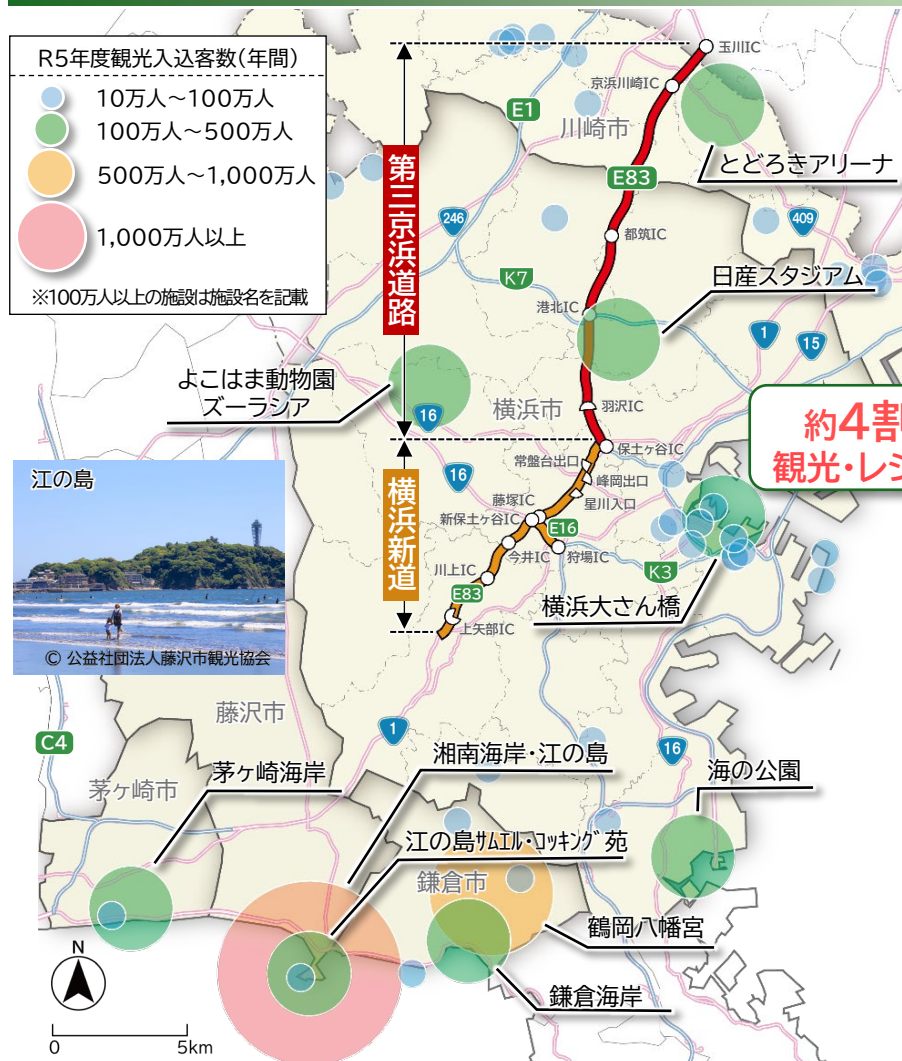 R5年度観光入込客数(年間)
10万人～100万人
100万人～500万人
500万人～1,000万人
1,000万人以上
※100万人以上の施設は施設名を記載
玉川IC
京浜川崎IC
E1
川崎市
とどろきアリーナ
第三京浜道路
E83
246
409
都筑IC
K7
日産スタジアム
港北IC
1
15
よこはま動物園
ズーラシア
16
横浜市
羽沢IC
約4割
観光・レジ
保土ヶ谷IC
常盤台出口
16
峰岡出口
星川入口
江の島
横浜新道
藤塚IC
新保土ヶ谷IC
E16
今井IC
狩場IC
川上IC
K3
E83
横浜大さん橋
上矢部IC
© 公益社団法人藤沢市観光協会
藤沢市
1
C4
16
湘南海岸・江の島
茅ヶ崎海岸
海の公園
茅ヶ崎市
江の島サムエル・コッキング苑
鎌倉市
鶴岡八幡宮
N
鎌倉海岸
0
5km